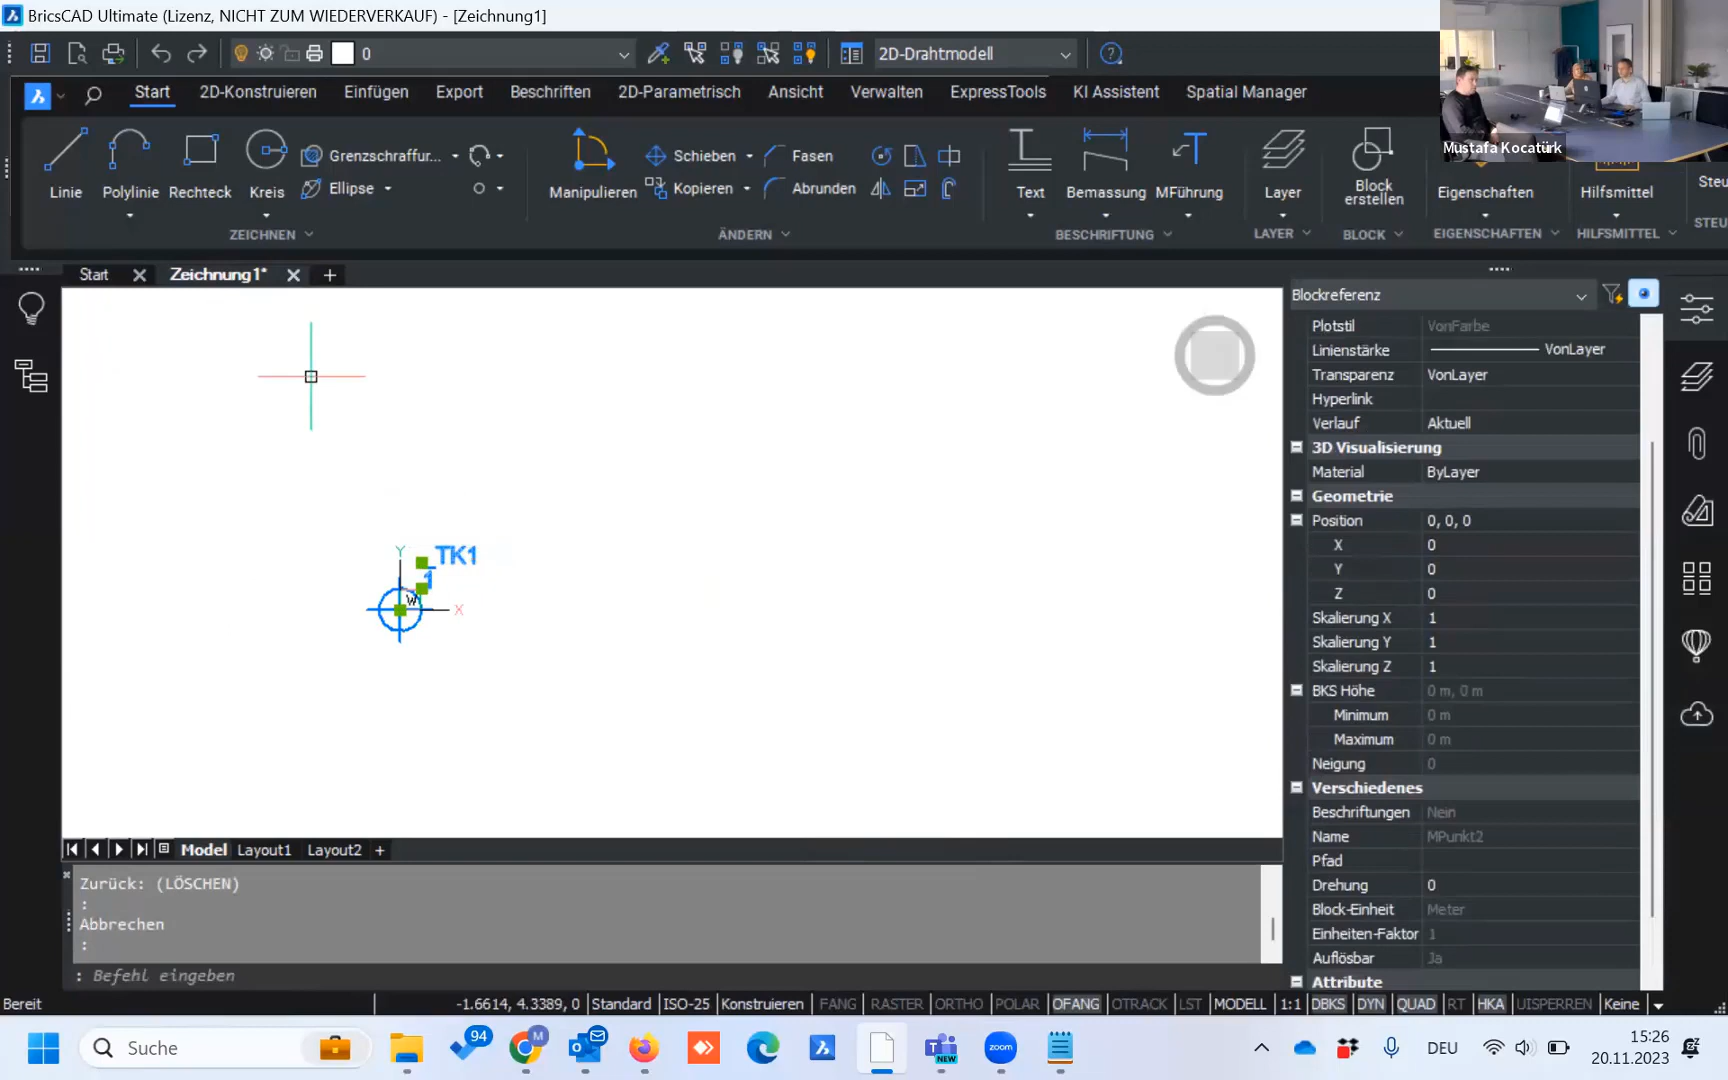 BricsCAD Ultimate (Lizenz, NICHT ZUM WIEDERVERKAUF) - [Zeichnung1]
0
2D-Drahtmodell
Start
2D-Konstruieren
Einfügen
Export
Beschriften
2D-Parametrisch
Ansicht
Verwalten
ExpressTools
KI Assistent
Spatial Manager
Mustafa Kocatürk
Linie
Polylinie
Rechteck
Kreis
Grenzschraffur...
Ellipse
Manipulieren
Schieben
Kopieren
Fasen
Abrunden
Text
Bemassung
MFührung
Layer
Block
erstellen
Eigenschaften
Hilfsmittel
Steu
ZEICHNEN
ÄNDERN
BESCHRIFTUNG
LAYER
BLOCK
EIGENSCHAFTEN
HILFSMITTEL
STEU
Start
Zeichnung1*
Blockreferenz
Plotstil VonFarbe
Linienstärke VonLayer
Transparenz VonLayer
Hyperlink
Verlauf Aktuell
3D Visualisierung
Material ByLayer
Geometrie
Position 0, 0, 0
X 0
Y 0
Z 0
Skalierung X 1
Skalierung Y 1
Skalierung Z 1
BKS Höhe 0 m, 0 m
Minimum 0 m
Maximum 0 m
Neigung 0
Verschiedenes
Beschriftungen Nein
Name MPunkt2
Pfad
Drehung 0
Block-Einheit Meter
Einheiten-Faktor 1
Auflösbar Ja
Attribute
Y
TK1
1
W
X
Model
Layout1
Layout2
Zurück: (LÖSCHEN)
:
Abbrechen
:
: Befehl eingeben
Bereit
-1.6614, 4.3389, 0
Standard
ISO-25
Konstruieren
FANG
RASTER
ORTHO
POLAR
OFANG
OTRACK
LST
MODELL
1:1
DBKS
DYN
QUAD
RT
HKA
UISPERREN
Keine
Suche
94
M
NEW
zoom
DEU
15:26
20.11.2023